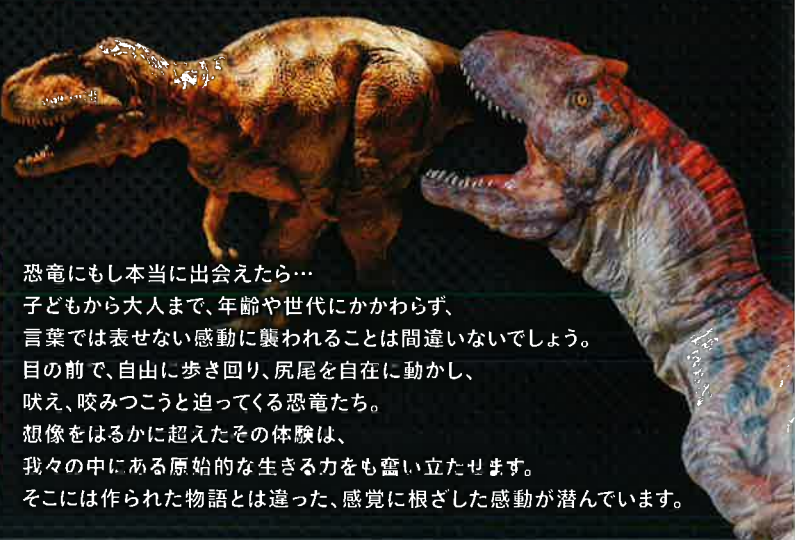 恐竜にもし本当に出会えたら…
子どもから大人まで、年齢や世代にかかわらず、
言葉では表せない感動に襲われることは間違いないでしょう。
目の前で、自由に歩き回り、尻尾を自在に動かし、
吠え、咬みつこうと迫ってくる恐竜たち。
想像をはるかに超えたその体験は、
我々の中にある原始的な生きる力をも奮い立たせます。
そこには作られた物語とは違った、感覚に根ざした感動が潜んでいます。